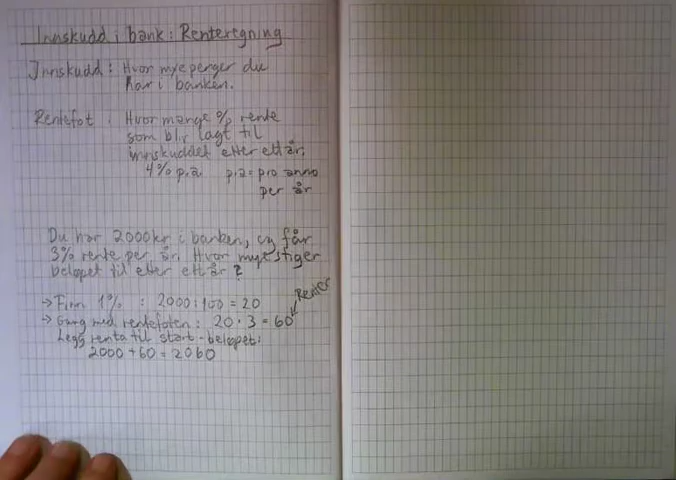 Innskudd i bank: Renteregning
Innskudd: Hvor mye penger du
har i banken.
Rentefot: Hvor mange % rente
som blir lagt til
innskuddet etter ett år.
4% p.a p.a = pro anno
per år
Du har 2000kr i banken, og får
3% rente per år. Hvor mye stiger
beløpet til etter ett år?
→ Finn 1% : 2000:100 = 20
Renter
→ Gang med rentefoten: 20 · 3 = 60
Legg renta til start-beløpet:
2000 + 60 = 2060